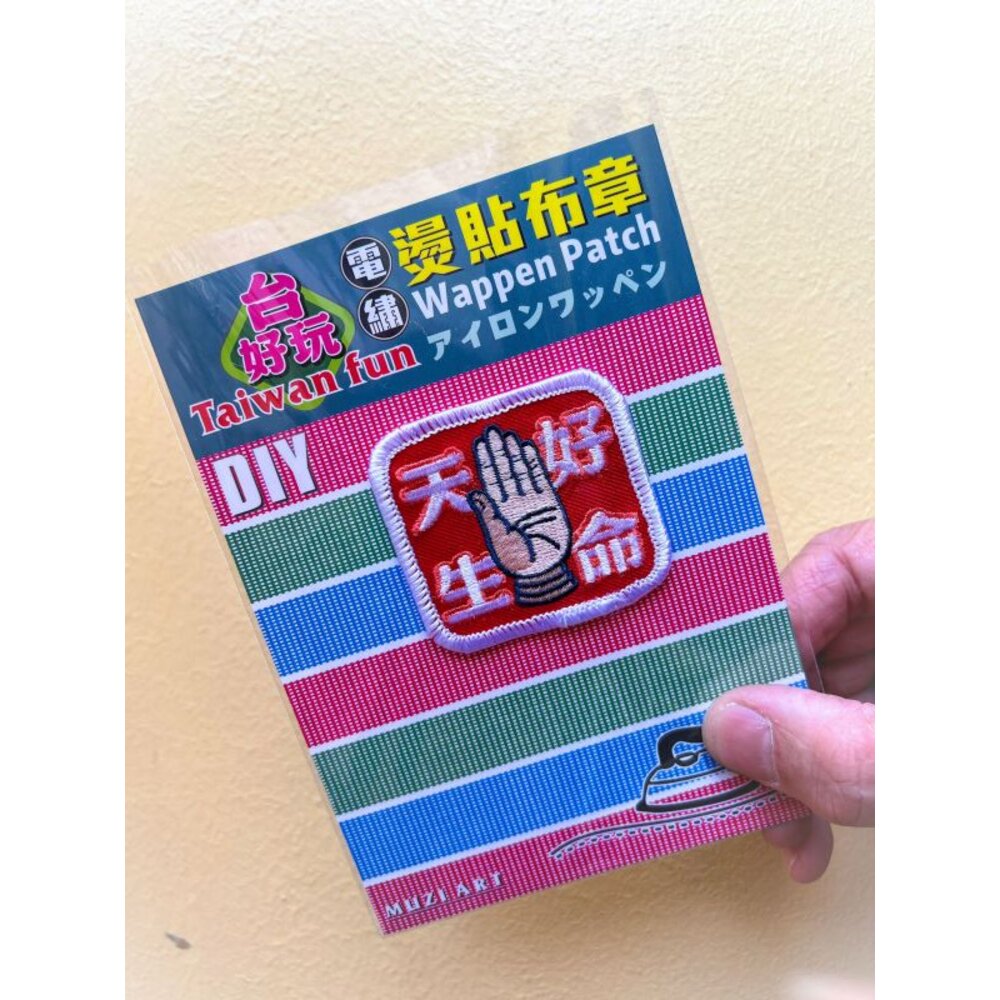 電繡
燙貼布章
Wappen Patch
アイロンワッペン
台
好玩
Taiwan fun
DIY
天好
生命
MUZI ART